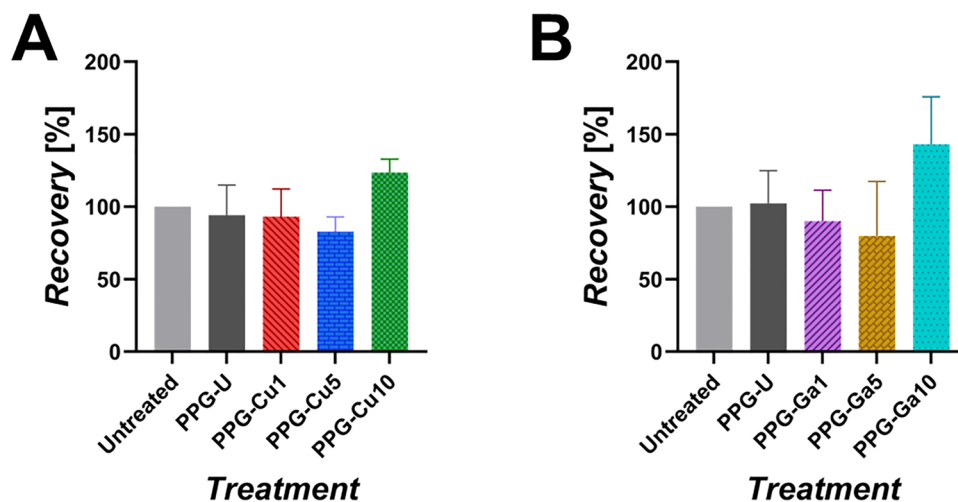 A
Recovery [%]
200
150
100
50
0
Untreated
PPG-U
PPG-Cu1
PPG-Cu5
PPG-Cu10
Treatment
B
Recovery [%]
200
150
100
50
0
Untreated
PPG-U
PPG-Ga1
PPG-Ga5
PPG-Ga10
Treatment